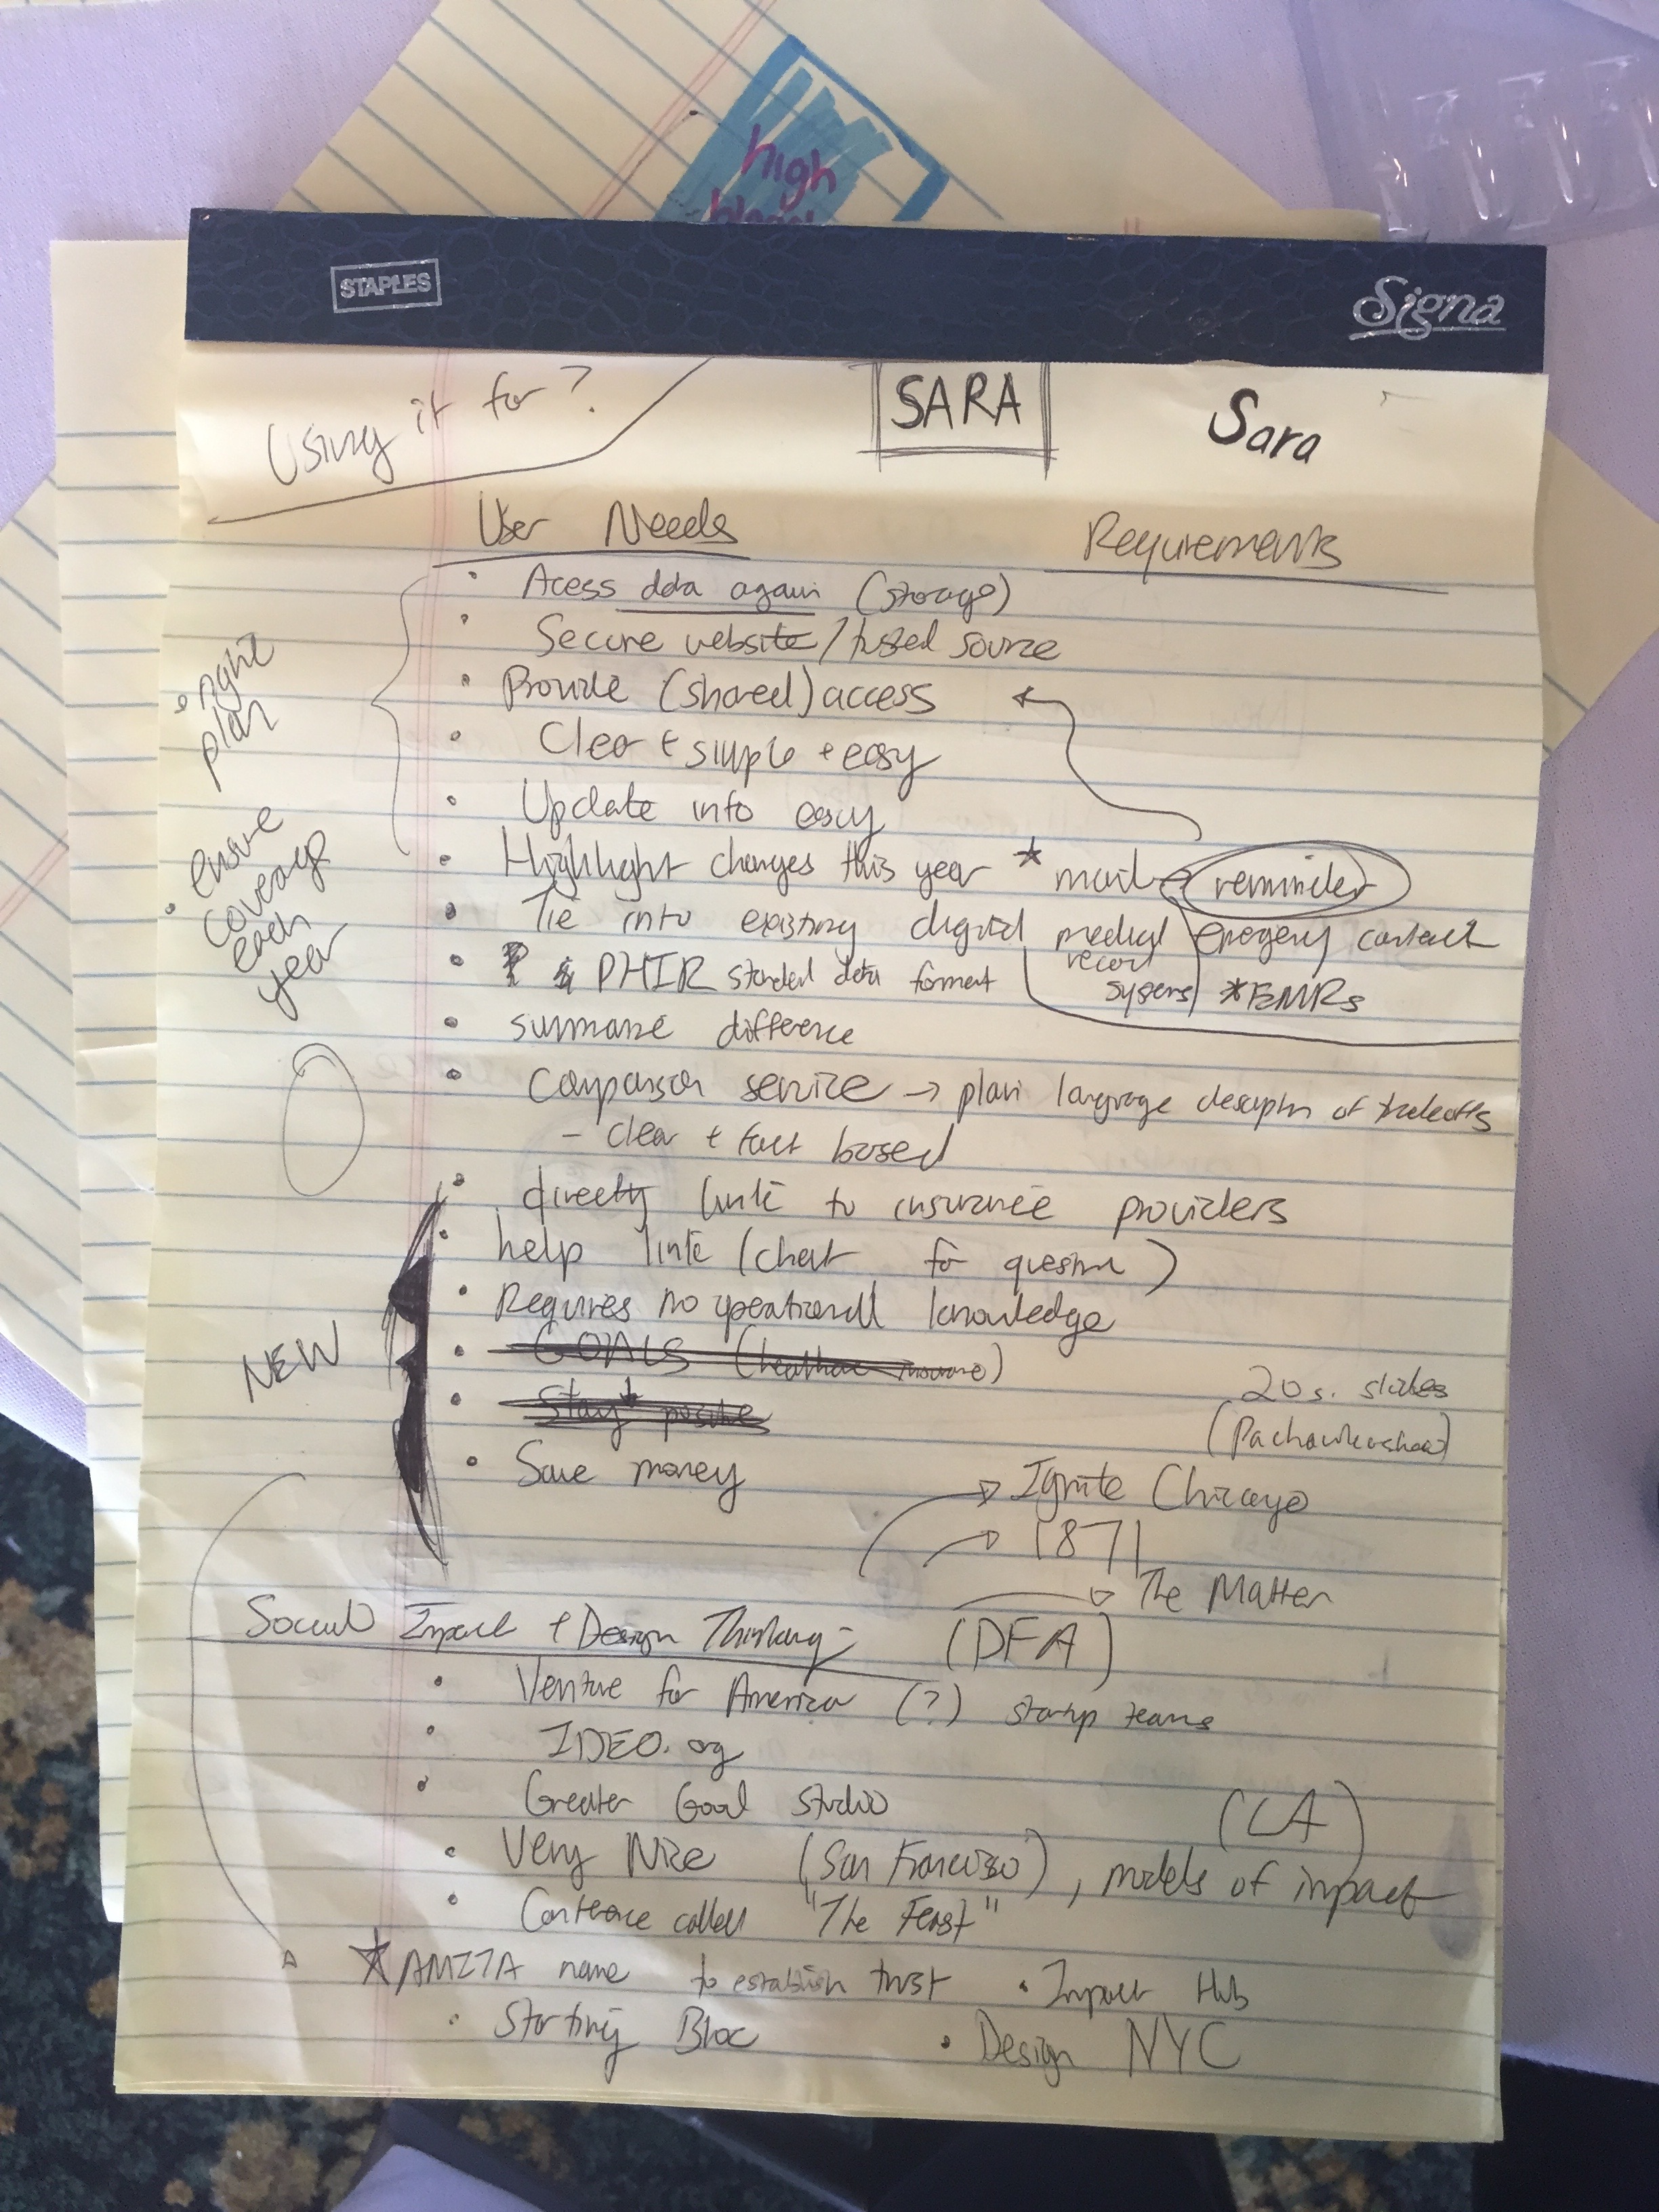 high
STAPLES
Signa
Using it for?
SARA
Sara
User Needs
Requirements
• Acess data again (storage)
• Secure website / trusted source
• Provide (shared) access
• Clear + simple + easy
• Update info easy
• Highlight changes this year * mail → reminder
• Tie into existing digital medical record systems
emergency contact
*EMRs
• PHIR standard data format
• summarize difference
• Comparison service → plain language description of tradeoffs
- clear + fact based
• directly link to insurance providers
• help link (chat for question)
• Requires no operational knowledge
• GOALS (healthcare insurance)
• Stay positive
• Save money
• right
plan
• ensure
coverage
each
year
NEW
20s. slides
Ignite Chicago
1871
The Matter
Social Impact + Design Thinking -
(DFA)
• Venture for America (?) startup teams
• IDEO.org
• Greater Good Studio
(LA)
• Very Nice (San Francisco), models of impact
• Conference called "The Feast"
★ name to establish trust
• Impact Hub
• Starting Bloc
• Design NYC